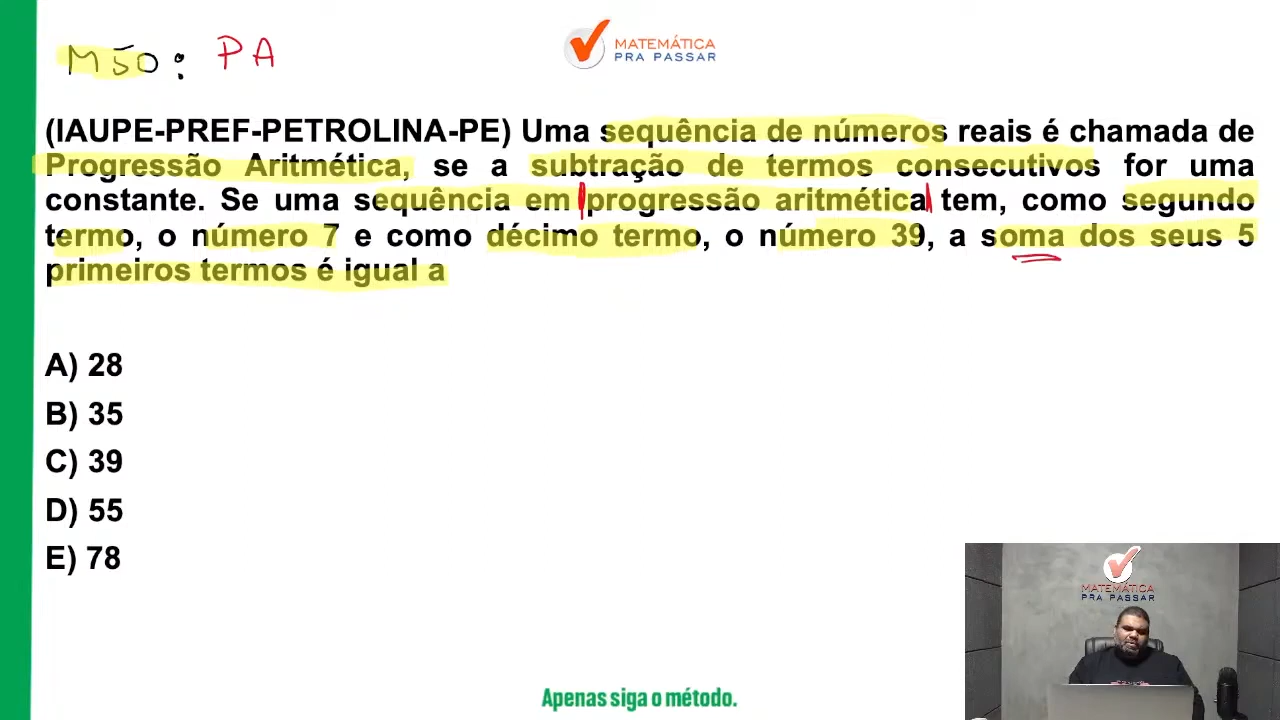 M50: PA
MATEMÁTICA
PRA PASSAR
(IAUPE-PREF-PETROLINA-PE) Uma sequência de números reais é chamada de
Progressão Aritmética, se a subtração de termos consecutivos for uma
constante. Se uma sequência em progressão aritmética tem, como segundo
termo, o número 7 e como décimo termo, o número 39, a soma dos seus 5
primeiros termos é igual a
A) 28
B) 35
C) 39
D) 55
E) 78
MATEMÁTICA
PRA PASSAR
Apenas siga o método.